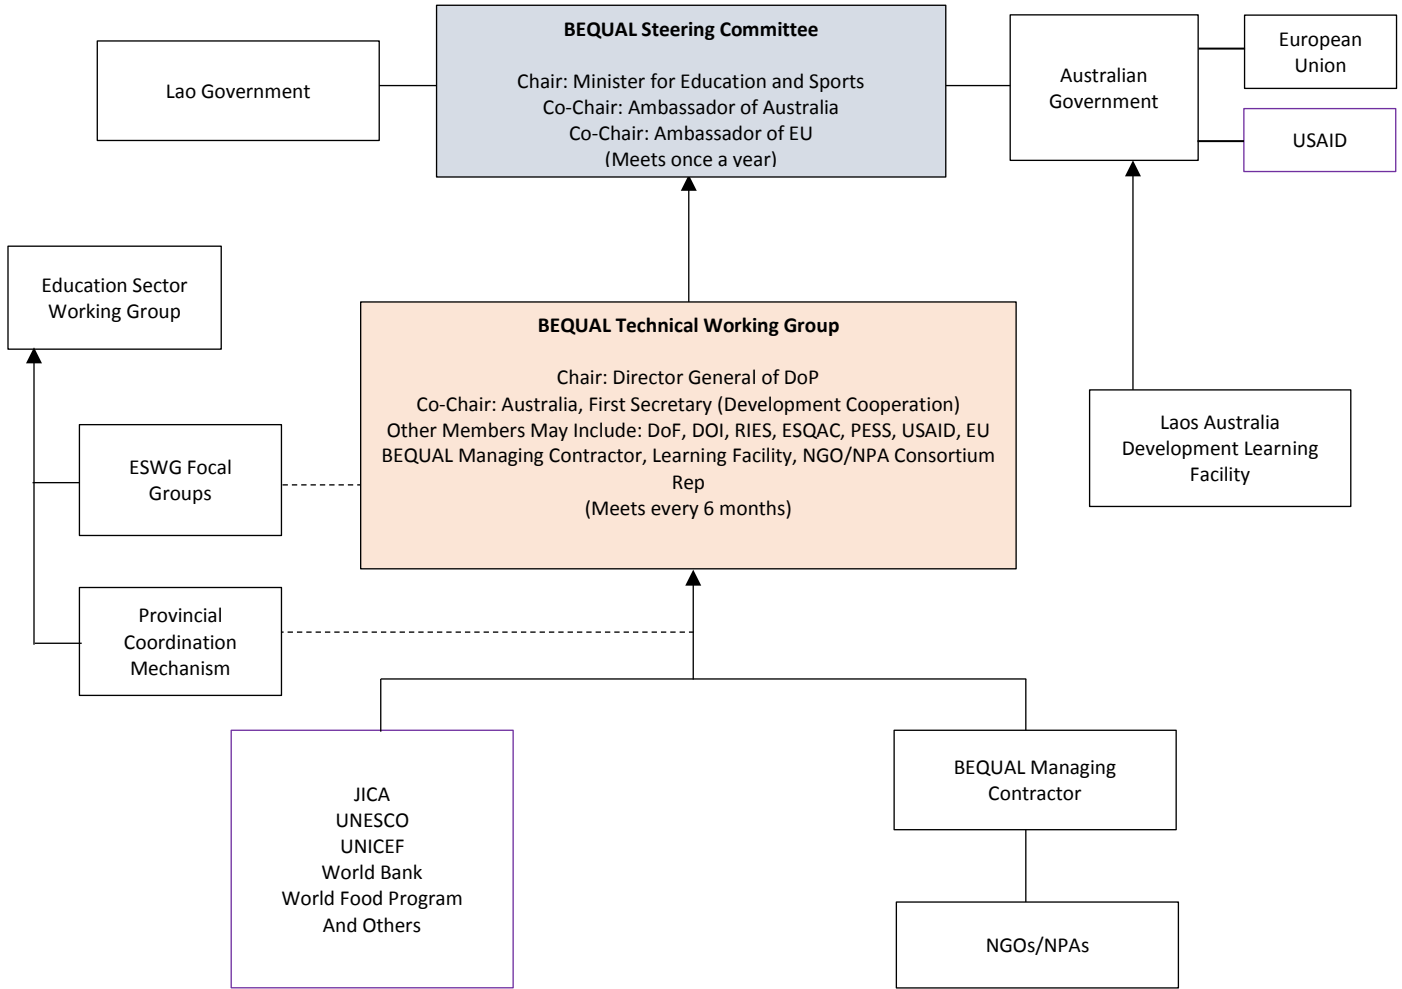 BEQUAL Steering Committee
Chair: Minister for Education and Sports
Co-Chair: Ambassador of Australia
Co-Chair: Ambassador of EU
(Meets once a year)
Lao Government
Australian
Government
European
Union
USAID
Education Sector
Working Group
BEQUAL Technical Working Group
Chair: Director General of DoP
Co-Chair: Australia, First Secretary (Development Cooperation)
Other Members May Include: DoF, DOI, RIES, ESQAC, PESS, USAID, EU
BEQUAL Managing Contractor, Learning Facility, NGO/NPA Consortium
Rep
(Meets every 6 months)
Laos Australia
Development Learning
Facility
ESWG Focal
Groups
Provincial
Coordination
Mechanism
JICA
UNESCO
UNICEF
World Bank
World Food Program
And Others
BEQUAL Managing
Contractor
NGOs/NPAs